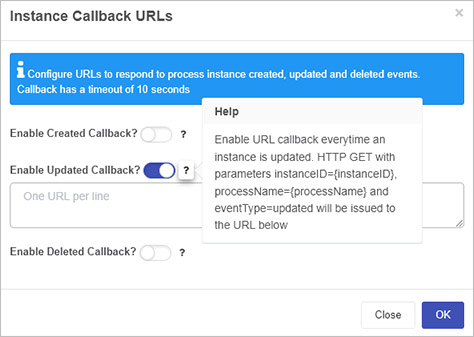 Instance Callback URLs
×
i Configure URLs to respond to process instance created, updated and deleted events.
Callback has a timeout of 10 seconds
Enable Created Callback? ?
Enable Updated Callback? ?
Help
Enable URL callback everytime an
instance is updated. HTTP GET with
parameters instanceID={instanceID},
processName={processName} and
eventType=updated will be issued to
the URL below
One URL per line
Enable Deleted Callback? ?
Close
OK